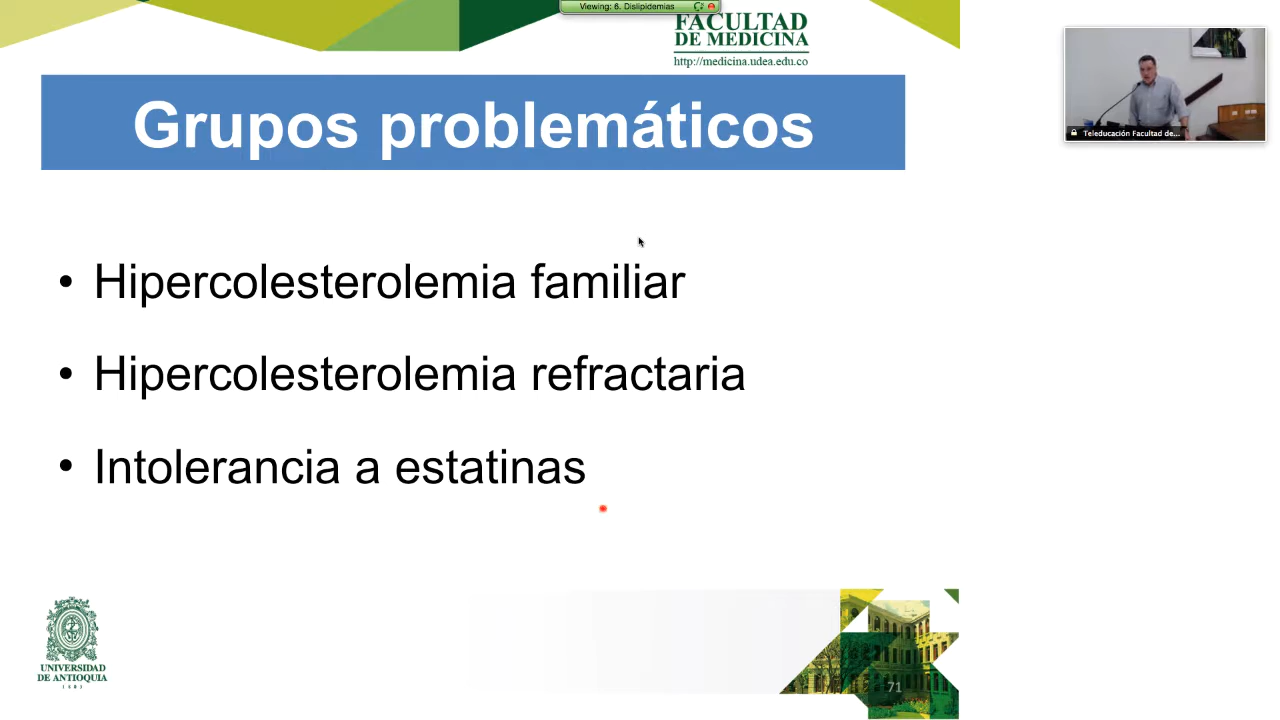 Viewing: 6. Dislipidemias
FACULTAD
DE MEDICINA
http://medicina.udea.edu.co
Grupos problemáticos
Teleducación Facultad de...
• Hipercolesterolemia familiar
• Hipercolesterolemia refractaria
• Intolerancia a estatinas
UNIVERSIDAD
DE ANTIOQUIA
1803
71